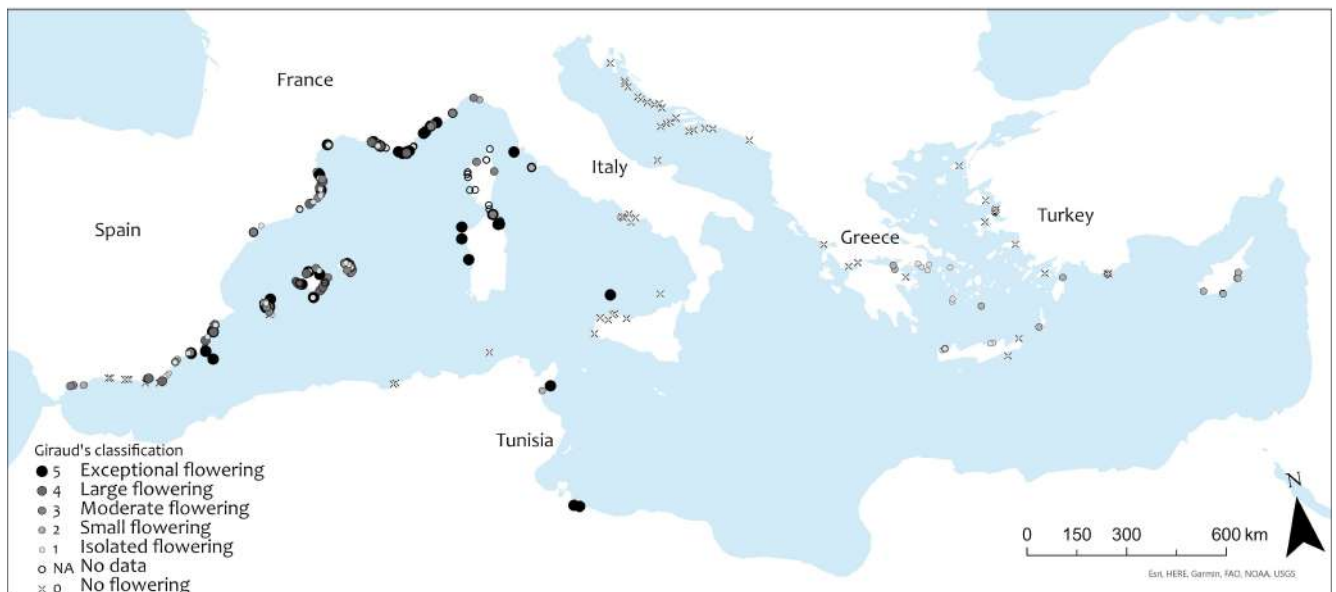 France
Italy
Spain
Greece
Turkey
Tunisia
Giraud's classification
5 Exceptional flowering
4 Large flowering
3 Moderate flowering
2 Small flowering
1 Isolated flowering
NA No data
0 No flowering
N
0 150 300 600 km
Esri, HERE, Garmin, FAO, NOAA, USGS